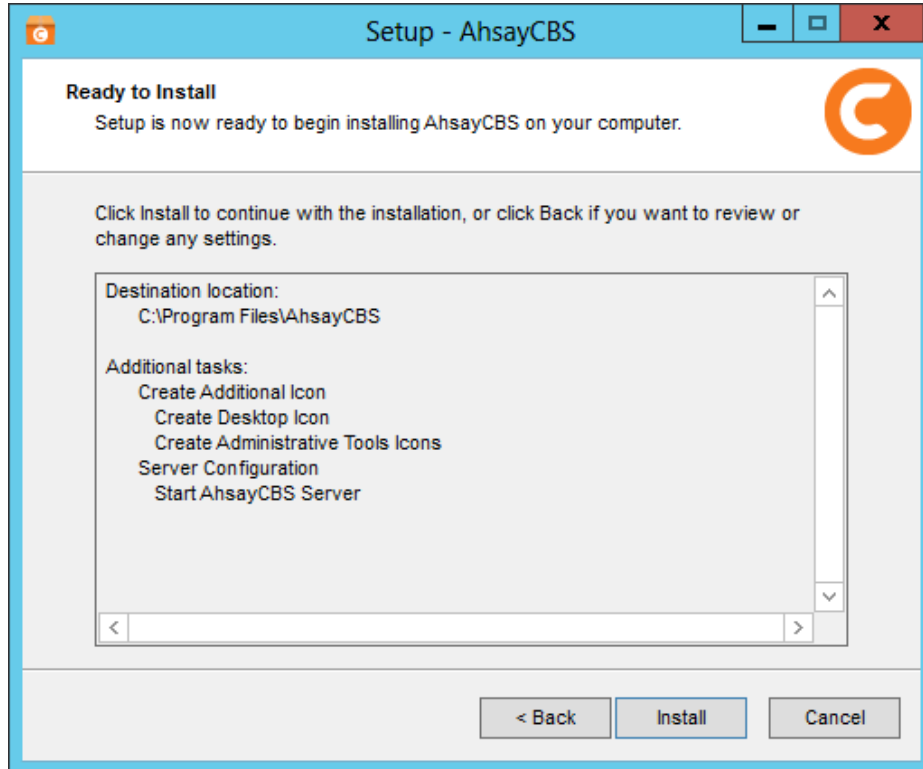 Setup - AhsayCBS
Ready to Install
Setup is now ready to begin installing AhsayCBS on your computer.
Click Install to continue with the installation, or click Back if you want to review or
change any settings.
Destination location:
C:\Program Files\AhsayCBS
Additional tasks:
Create Additional Icon
Create Desktop Icon
Create Administrative Tools Icons
Server Configuration
Start AhsayCBS Server
< Back
Install
Cancel